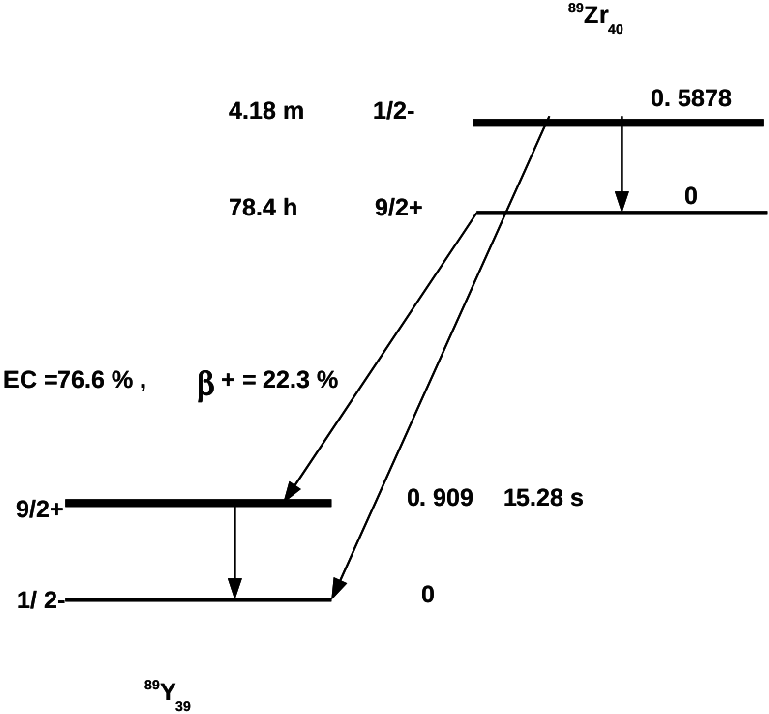 ⁸⁹Zr₄₀
4.18 m 1/2- 0. 5878
78.4 h 9/2+ 0
EC =76.6 % , β + = 22.3 %
9/2+ 0. 909 15.28 s
1/ 2- 0
⁸⁹Y₃₉